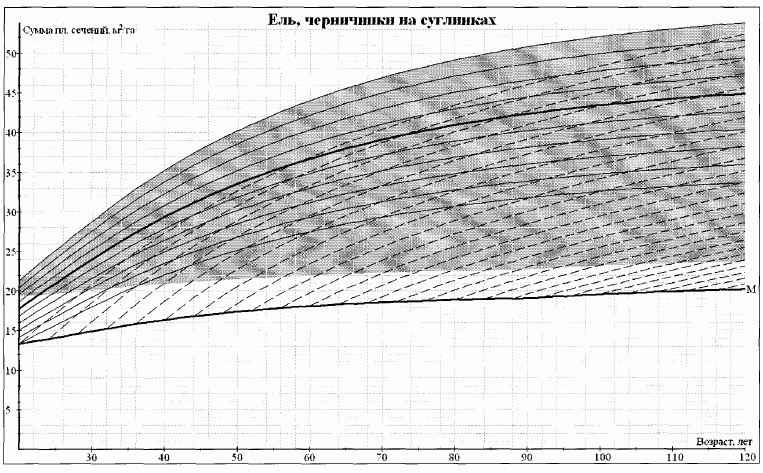 Ель, черничники на суглинках
Сумма пл. сечений, м²/га
50
45
40
35
30
25
20
15
10
5
М
Возраст, лет
30 40 50 60 70 80 90 100 110 120